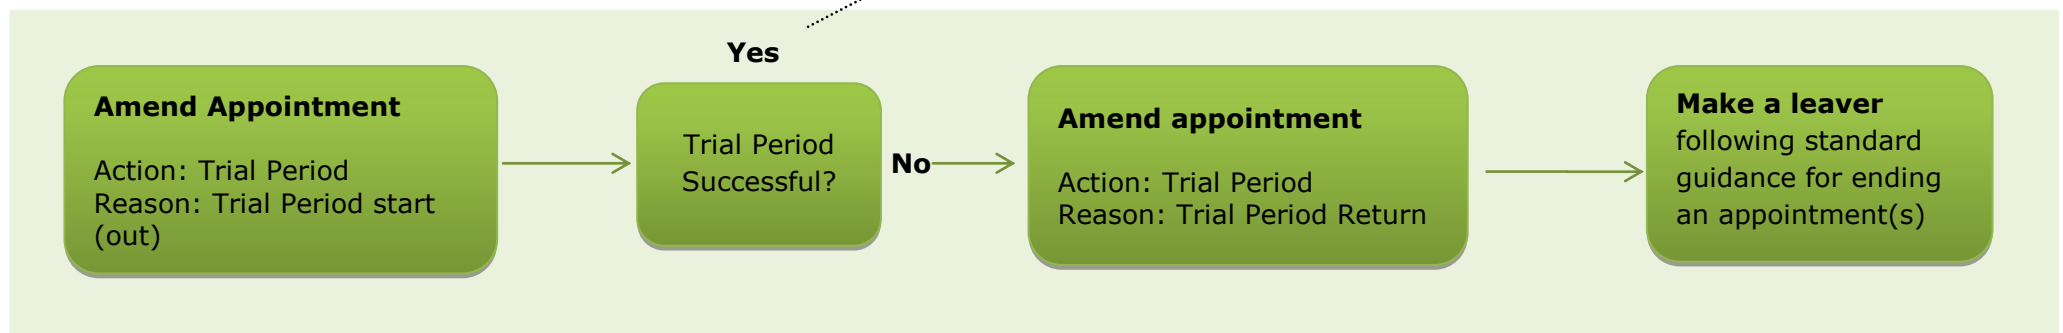 Yes
Amend Appointment
Action: Trial Period
Reason: Trial Period start
(out)
Trial Period
Successful?
No
Amend appointment
Action: Trial Period
Reason: Trial Period Return
Make a leaver
following standard
guidance for ending
an appointment(s)